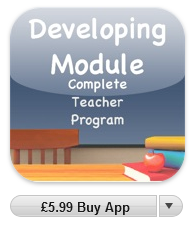 Developing
Module
Complete
Teacher
Program
£5.99 Buy App